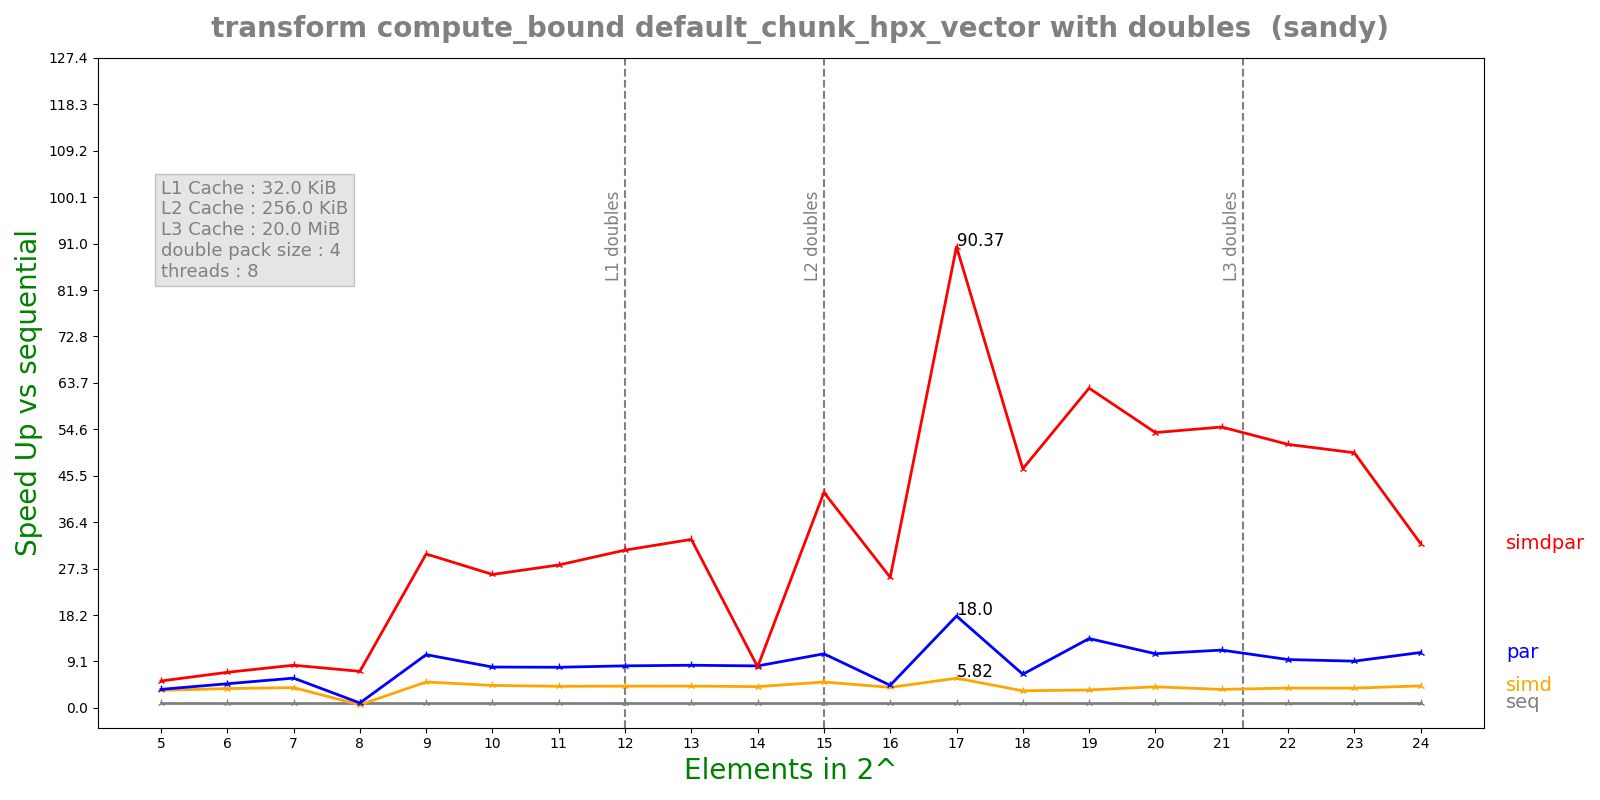 transform compute_bound default_chunk_hpx_vector with doubles (sandy)
Speed Up vs sequential
127.4
118.3
109.2
100.1
91.0
81.9
72.8
63.7
54.6
45.5
36.4
27.3
18.2
9.1
0.0
L1 Cache : 32.0 KiB
L2 Cache : 256.0 KiB
L3 Cache : 20.0 MiB
double pack size : 4
threads : 8
L1 doubles
L2 doubles
L3 doubles
90.37
18.0
5.82
simdpar
par
simd
seq
5 6 7 8 9 10 11 12 13 14 15 16 17 18 19 20 21 22 23 24
Elements in 2^